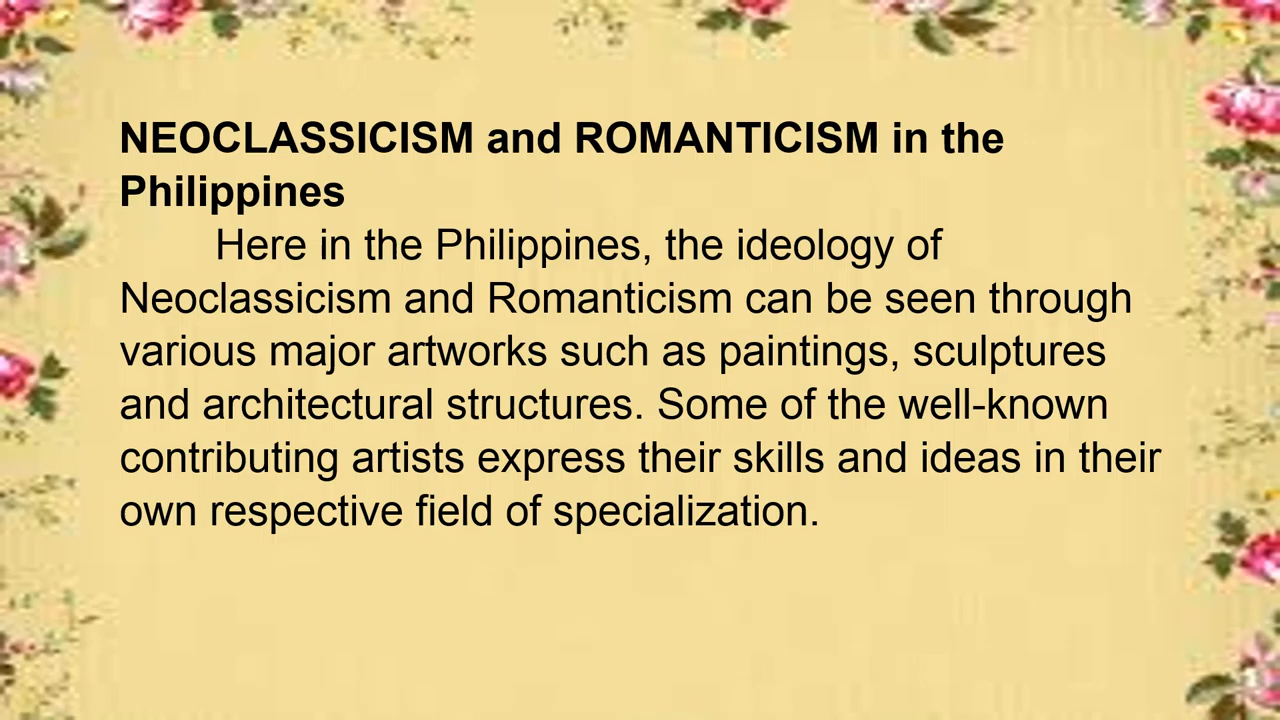 NEOCLASSICISM and ROMANTICISM in the
Philippines
Here in the Philippines, the ideology of
Neoclassicism and Romanticism can be seen through
various major artworks such as paintings, sculptures
and architectural structures. Some of the well-known
contributing artists express their skills and ideas in their
own respective field of specialization.